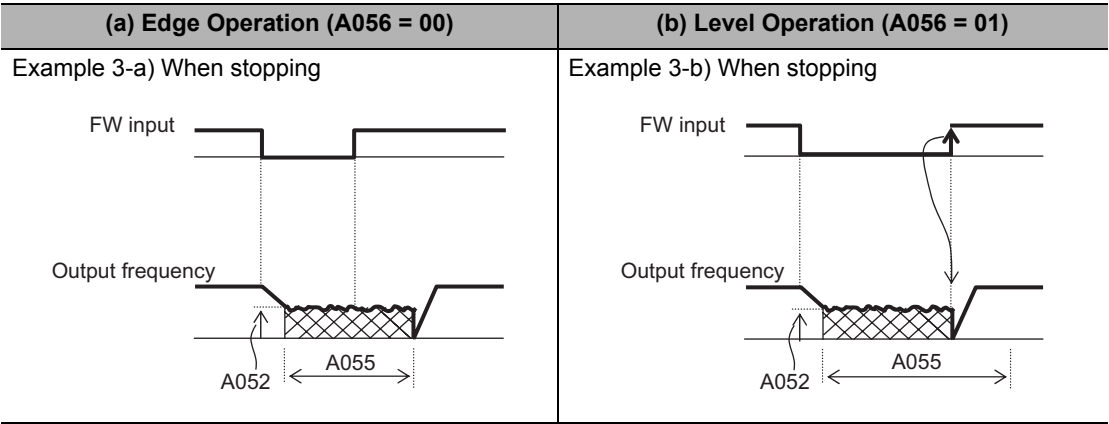 (a) Edge Operation (A056 = 00)
(b) Level Operation (A056 = 01)
Example 3-a) When stopping
FW input
Output frequency
A052
A055
Example 3-b) When stopping
FW input
Output frequency
A052
A055